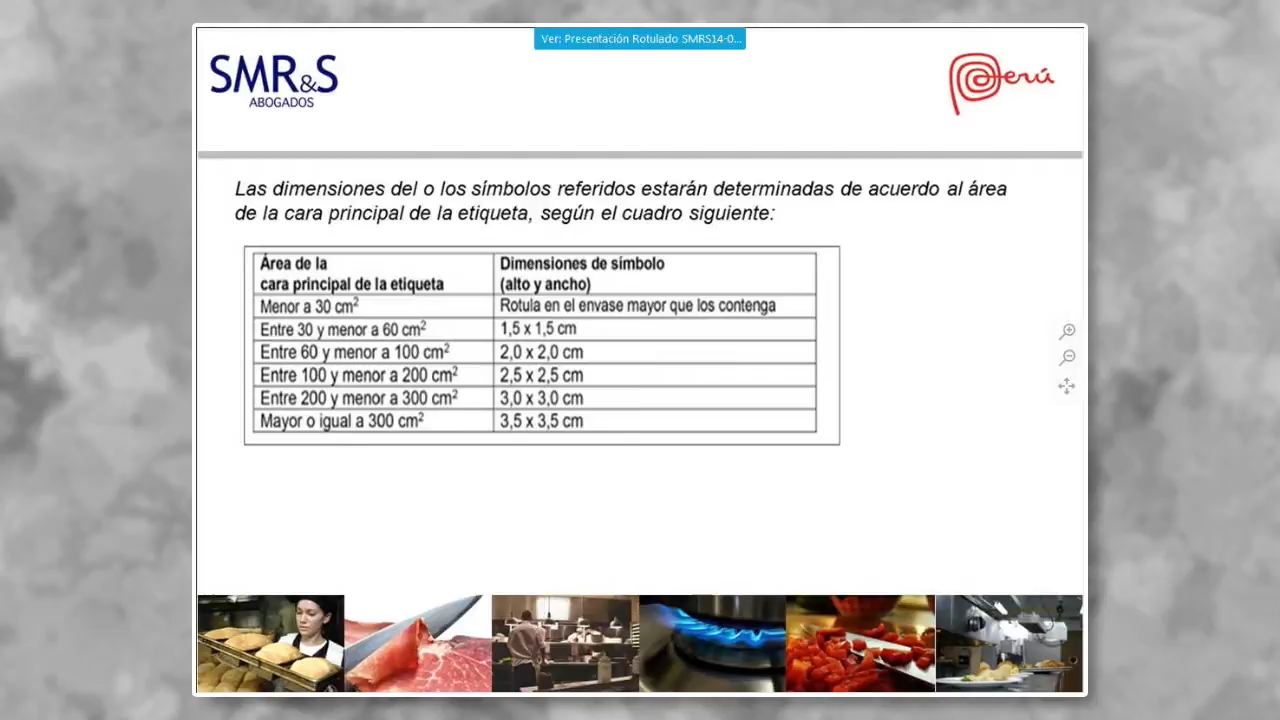 Ver: Presentación Rotulado SMRS14-0...
SMR&S
ABOGADOS
Perú
Las dimensiones del o los símbolos referidos estarán determinadas de acuerdo al área
de la cara principal de la etiqueta, según el cuadro siguiente:
Área de la
cara principal de la etiqueta
Dimensiones de símbolo
(alto y ancho)
Menor a 30 cm²
Rotula en el envase mayor que los contenga
Entre 30 y menor a 60 cm²
1,5 x 1,5 cm
Entre 60 y menor a 100 cm²
2,0 x 2,0 cm
Entre 100 y menor a 200 cm²
2,5 x 2,5 cm
Entre 200 y menor a 300 cm²
3,0 x 3,0 cm
Mayor o igual a 300 cm²
3,5 x 3,5 cm